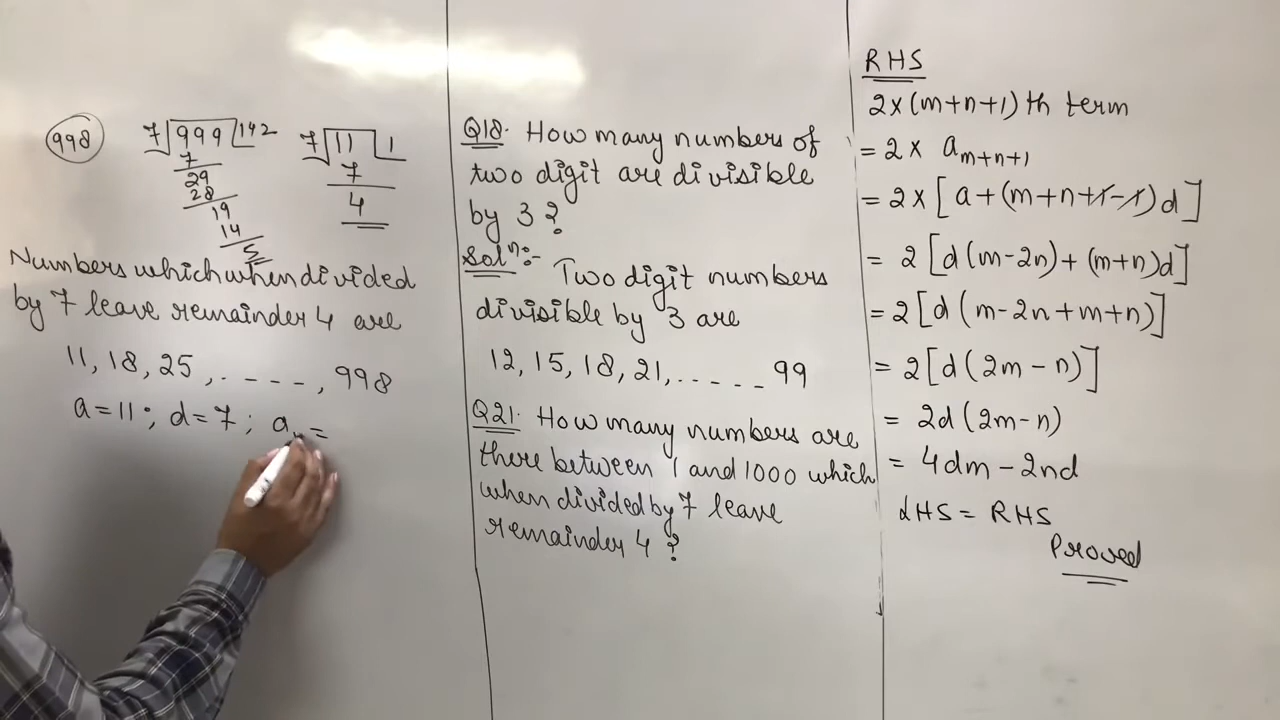 998
7 999 142
7
29
28
19
14
5
7 11 1
7
4
Numbers which when divided
by 7 leave remainder 4 are
11, 18, 25, . - - - -, 998
a = 11; d = 7; an =
Q18. How many numbers of
two digit are divisible
by 3 ?
Solⁿ:- Two digit numbers
divisible by 3 are
12, 15, 18, 21, . - - - - 99
Q21. How many numbers are
there between 1 and 1000 which
when divided by 7 leave
remainder 4 ?
RHS
2×(m+n+1)th term
= 2× a_{m+n+1}
= 2×[a+(m+n+1-1)d]
= 2[d(m-2n)+(m+n)d]
= 2[d(m-2n+m+n)]
= 2[d(2m-n)]
= 2d(2m-n)
= 4dm-2nd
LHS = RHS
Proved